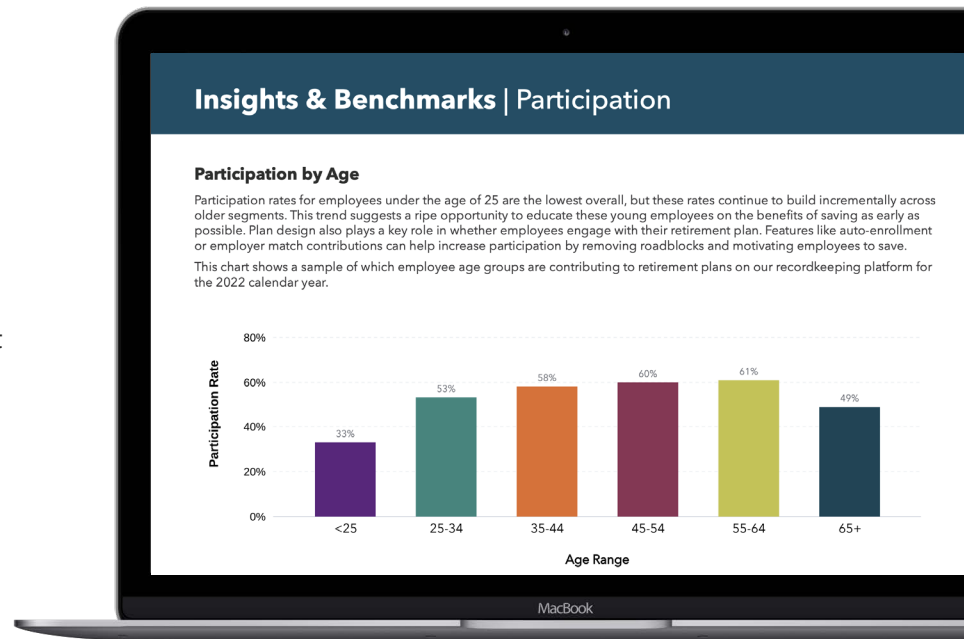 Insights & Benchmarks | Participation
Participation by Age
Participation rates for employees under the age of 25 are the lowest overall, but these rates continue to build incrementally across
older segments. This trend suggests a ripe opportunity to educate these young employees on the benefits of saving as early as
possible. Plan design also plays a key role in whether employees engage with their retirement plan. Features like auto-enrollment
or employer match contributions can help increase participation by removing roadblocks and motivating employees to save.
This chart shows a sample of which employee age groups are contributing to retirement plans on our recordkeeping platform for
the 2022 calendar year.
Participation Rate
80%
60%
40%
20%
0%
33%
53%
58%
60%
61%
49%
<25
25-34
35-44
45-54
55-64
65+
Age Range
MacBook